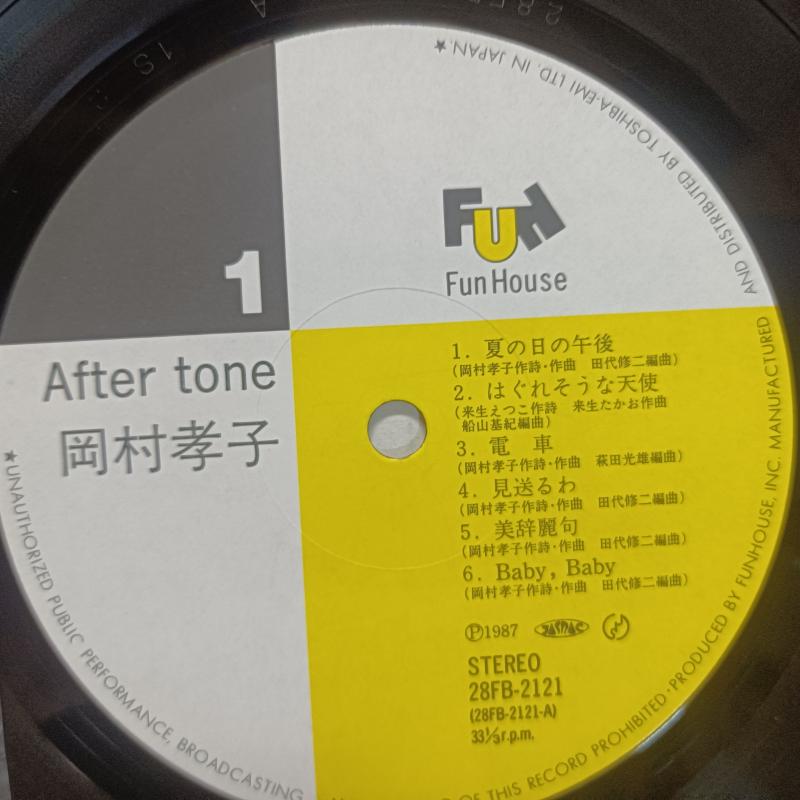 1
After tone
岡村孝子
FUN
Fun House
1. 夏の日の午後
(岡村孝子作詩・作曲 田代修二編曲)
2. はぐれそうな天使
(来生えつこ作詩 来生たかお作曲
船山基紀編曲)
3. 電 車
(岡村孝子作詩・作曲 萩田光雄編曲)
4. 見送るわ
(岡村孝子作詩・作曲 田代修二編曲)
5. 美辞麗句
(岡村孝子作詩・作曲 田代修二編曲)
6. Baby, Baby
(岡村孝子作詩・作曲 田代修二編曲)
Ⓟ1987 JASRAC
STEREO
28FB-2121
(28FB-2121-A)
33⅓r.p.m.
★UNAUTHORIZED PUBLIC PERFORMANCE, BROADCASTING
OF THIS RECORD PROHIBITED・PRODUCED BY FUNHOUSE, INC. MANUFACTURED
AND DISTRIBUTED BY TOSHIBA-EMI LTD. IN JAPAN.★
1S
A